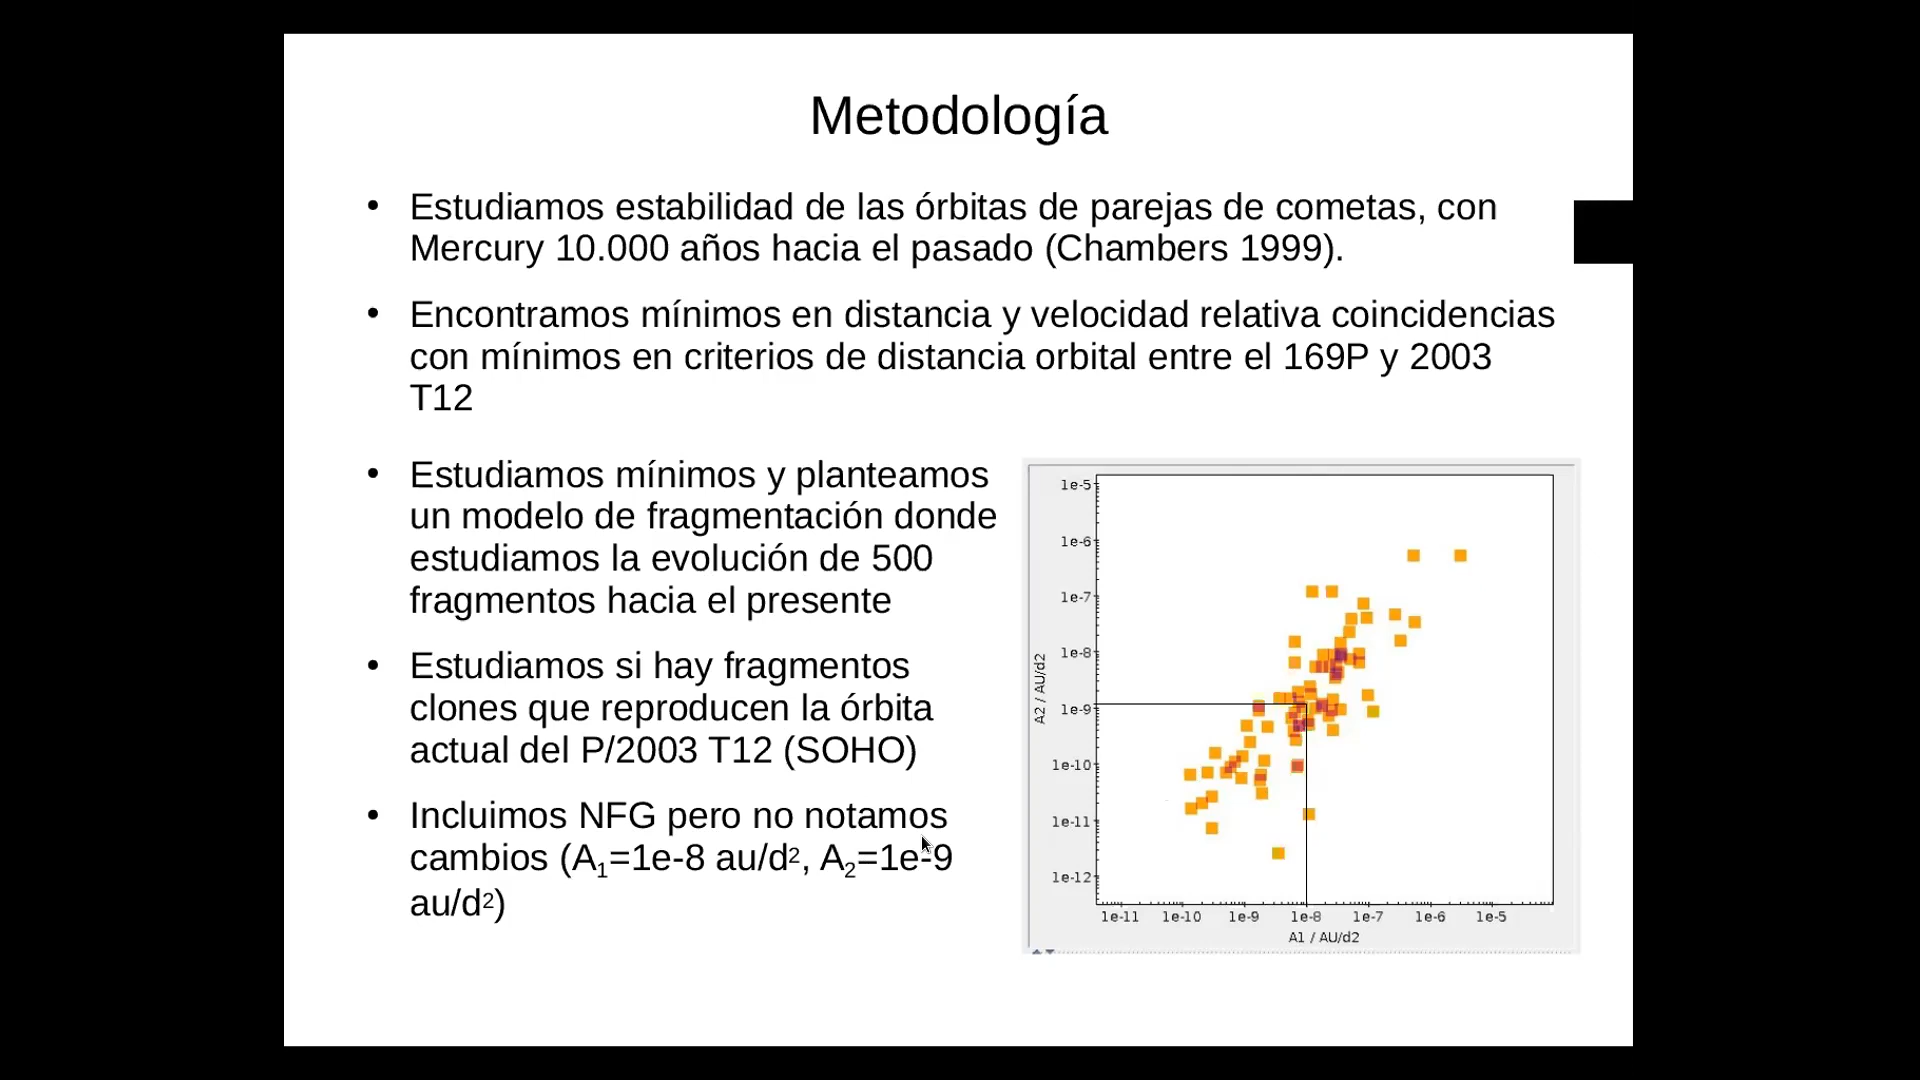 Metodología
• Estudiamos estabilidad de las órbitas de parejas de cometas, con
Mercury 10.000 años hacia el pasado (Chambers 1999).
• Encontramos mínimos en distancia y velocidad relativa coincidencias
con mínimos en criterios de distancia orbital entre el 169P y 2003
T12
• Estudiamos mínimos y planteamos
un modelo de fragmentación donde
estudiamos la evolución de 500
fragmentos hacia el presente
• Estudiamos si hay fragmentos
clones que reproducen la órbita
actual del P/2003 T12 (SOHO)
• Incluimos NFG pero no notamos
cambios (A₁=1e-8 au/d², A₂=1e-9
au/d²)
1e-5
1e-6
1e-7
1e-8
1e-9
1e-10
1e-11
1e-12
A2 / AU/d2
1e-11 1e-10 1e-9 1e-8 1e-7 1e-6 1e-5
A1 / AU/d2